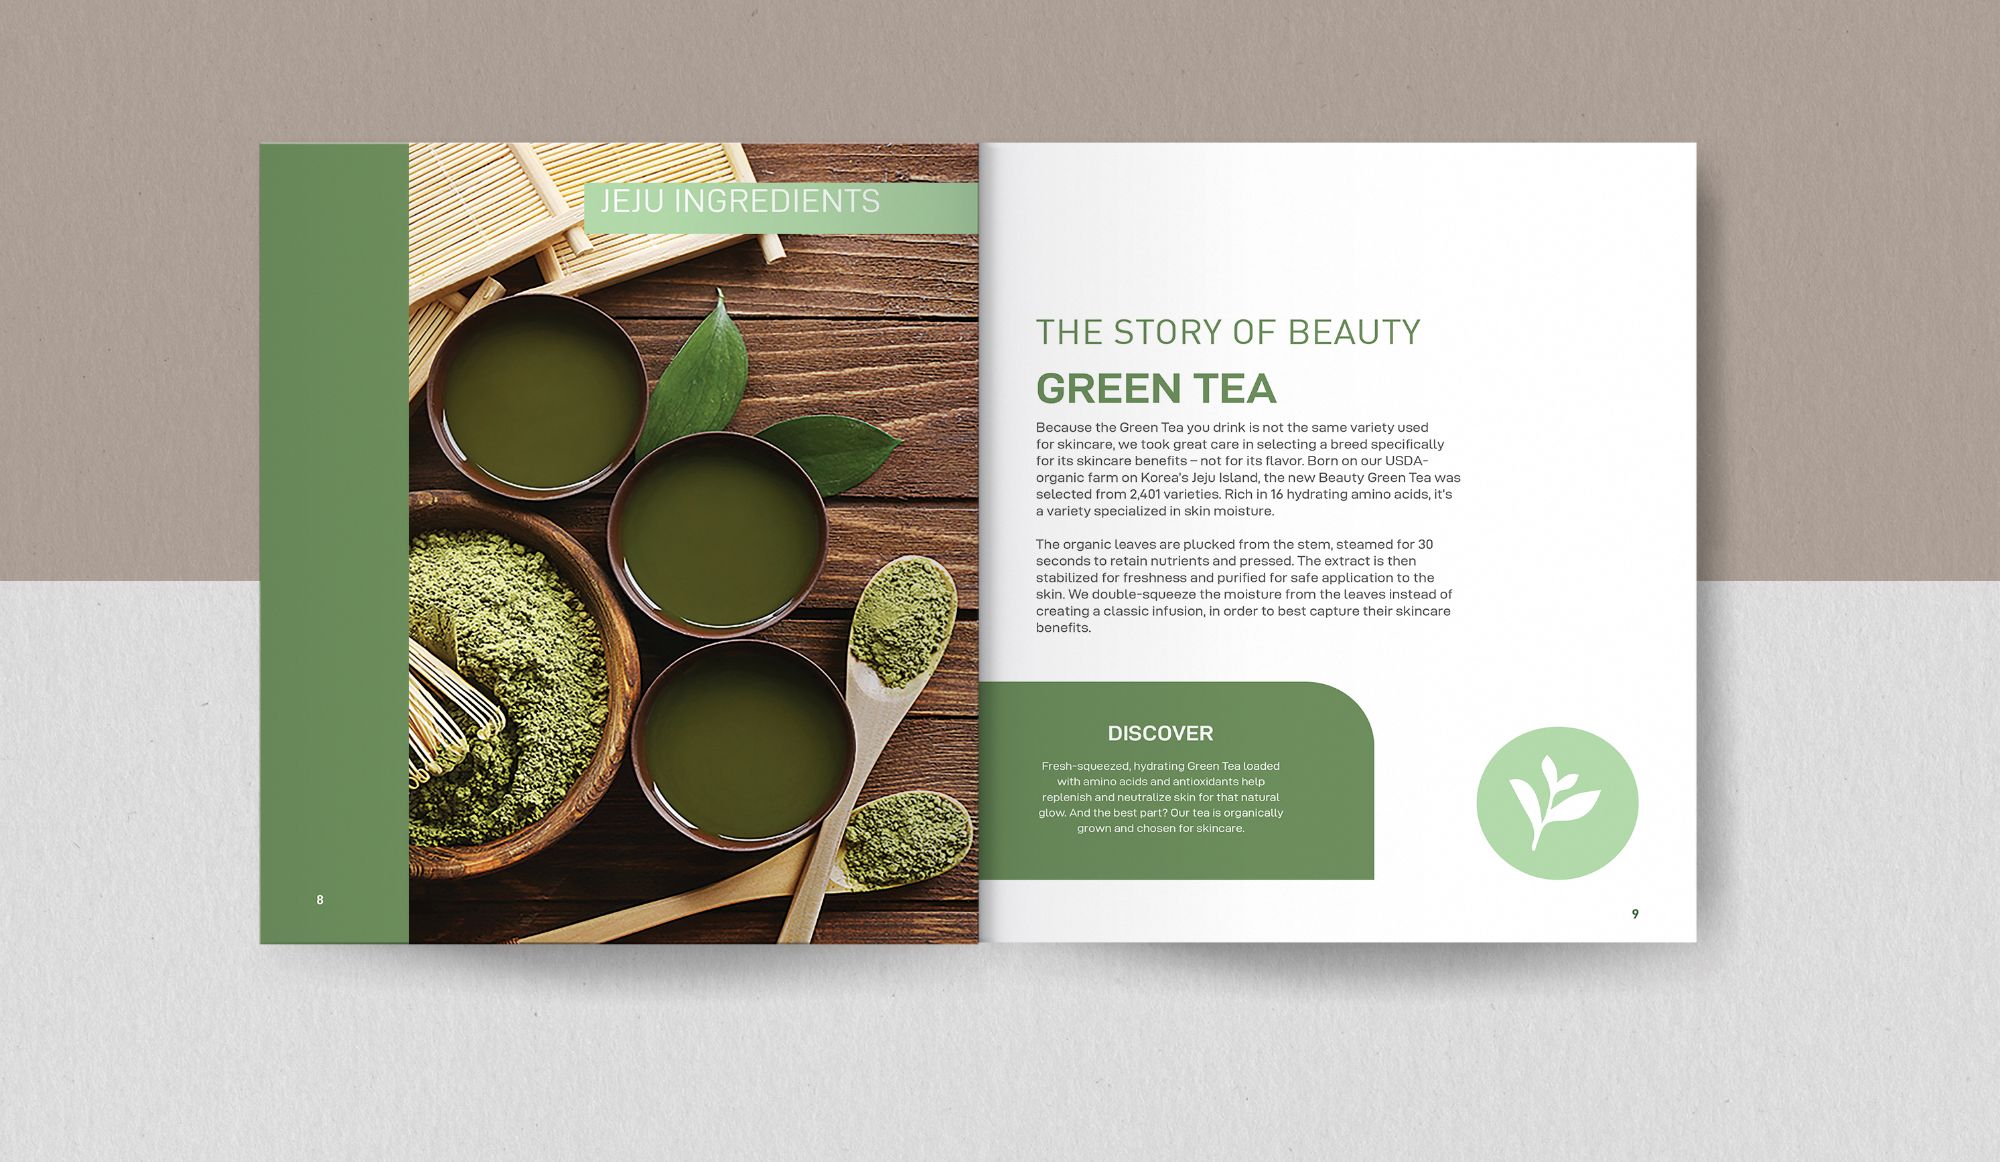 JEJU INGREDIENTS
8
THE STORY OF BEAUTY
GREEN TEA
Because the Green Tea you drink is not the same variety used
for skincare, we took great care in selecting a breed specifically
for its skincare benefits – not for its flavor. Born on our USDA-
organic farm on Korea's Jeju Island, the new Beauty Green Tea was
selected from 2,401 varieties. Rich in 16 hydrating amino acids, it's
a variety specialized in skin moisture.
The organic leaves are plucked from the stem, steamed for 30
seconds to retain nutrients and pressed. The extract is then
stabilized for freshness and purified for safe application to the
skin. We double-squeeze the moisture from the leaves instead of
creating a classic infusion, in order to best capture their skincare
benefits.
DISCOVER
Fresh-squeezed, hydrating Green Tea loaded
with amino acids and antioxidants help
replenish and neutralize skin for that natural
glow. And the best part? Our tea is organically
grown and chosen for skincare.
9